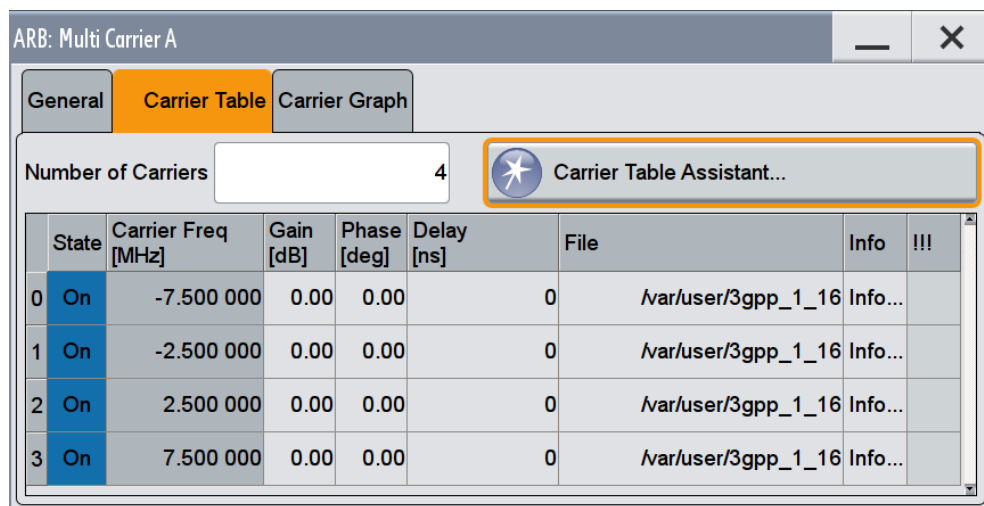 ARB: Multi Carrier A
General Carrier Table Carrier Graph
Number of Carriers 4 Carrier Table Assistant...
State Carrier Freq [MHz] Gain [dB] Phase [deg] Delay [ns] File Info !!!
0 On -7.500 000 0.00 0.00 0 /var/user/3gpp_1_16 Info...
1 On -2.500 000 0.00 0.00 0 /var/user/3gpp_1_16 Info...
2 On 2.500 000 0.00 0.00 0 /var/user/3gpp_1_16 Info...
3 On 7.500 000 0.00 0.00 0 /var/user/3gpp_1_16 Info...